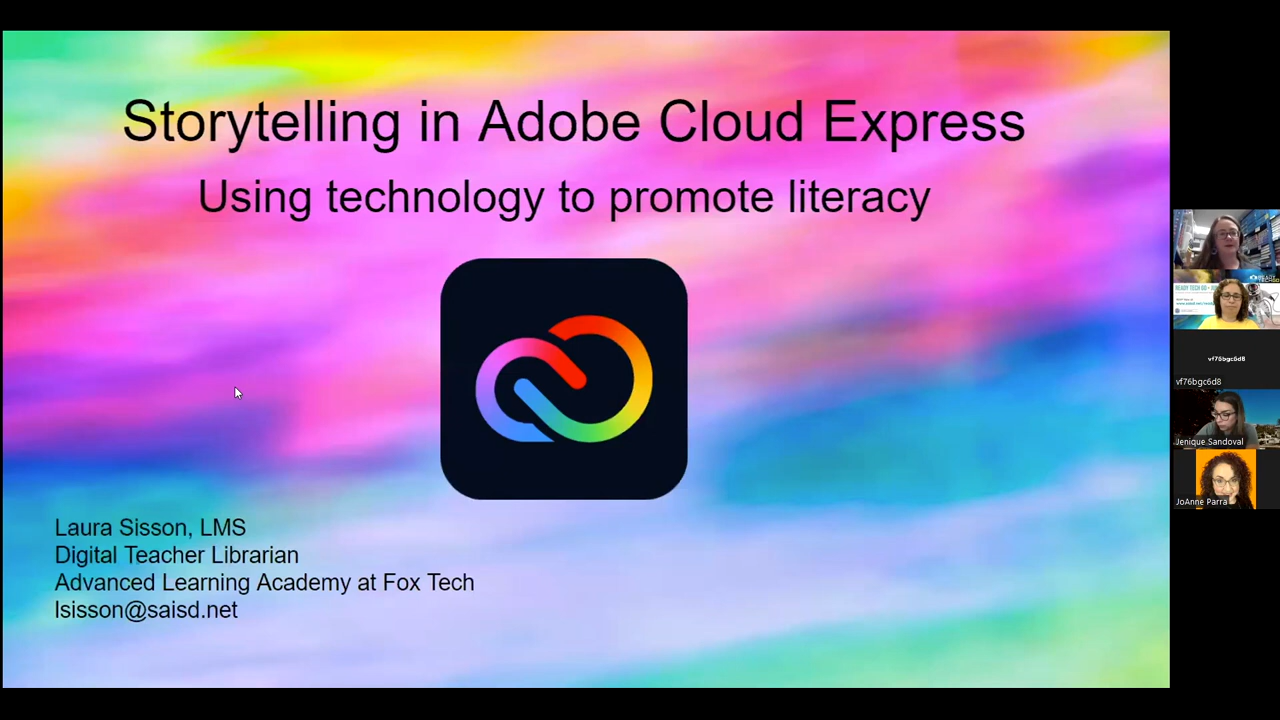 Storytelling in Adobe Cloud Express
Using technology to promote literacy
Laura Sisson, LMS
Digital Teacher Librarian
Advanced Learning Academy at Fox Tech
lsisson@saisd.net
vf76bgc6d8
vf76bgc6d8
Jenique Sandoval
JoAnne Parra